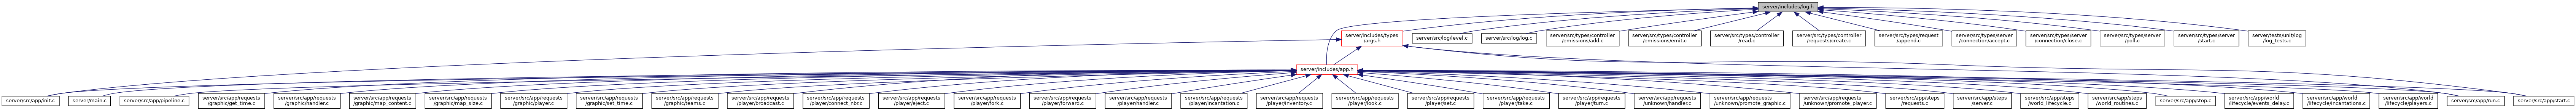 server/includes/log.h
server/includes/types
/args.h
server/src/log/level.c
server/src/log/log.c
server/src/types/controller
/emissions/add.c
server/src/types/controller
/emissions/emit.c
server/src/types/controller
/read.c
server/src/types/controller
/requests/create.c
server/src/types/request
/append.c
server/src/types/server
/connection/accept.c
server/src/types/server
/connection/close.c
server/src/types/server
/poll.c
server/src/types/server
/start.c
server/tests/unit/log
/log_tests.c
server/includes/app.h
server/src/app/init.c
server/main.c
server/src/app/pipeline.c
server/src/app/requests
/graphic/get_time.c
server/src/app/requests
/graphic/handler.c
server/src/app/requests
/graphic/map_content.c
server/src/app/requests
/graphic/map_size.c
server/src/app/requests
/graphic/player.c
server/src/app/requests
/graphic/set_time.c
server/src/app/requests
/graphic/teams.c
server/src/app/requests
/player/broadcast.c
server/src/app/requests
/player/connect_nbr.c
server/src/app/requests
/player/eject.c
server/src/app/requests
/player/fork.c
server/src/app/requests
/player/forward.c
server/src/app/requests
/player/handler.c
server/src/app/requests
/player/incantation.c
server/src/app/requests
/player/inventory.c
server/src/app/requests
/player/look.c
server/src/app/requests
/player/set.c
server/src/app/requests
/player/take.c
server/src/app/requests
/player/turn.c
server/src/app/requests
/unknown/handler.c
server/src/app/requests
/unknown/promote_graphic.c
server/src/app/requests
/unknown/promote_player.c
server/src/app/steps
/requests.c
server/src/app/steps
/server.c
server/src/app/steps
/world_lifecycle.c
server/src/app/steps
/world_routines.c
server/src/app/stop.c
server/src/app/world
/lifecycle/events_delay.c
server/src/app/world
/lifecycle/incantations.c
server/src/app/world
/lifecycle/players.c
server/src/app/run.c
server/src/app/start.c